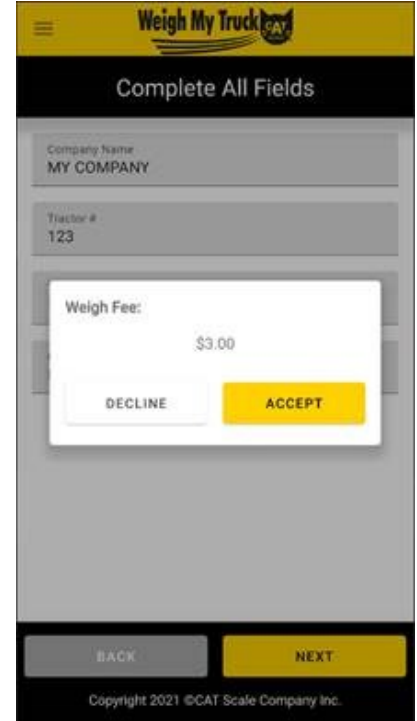 Weigh My Truck
CAT
Complete All Fields
Company Name
MY COMPANY
Tractor #
123
Weigh Fee:
$3.00
DECLINE
ACCEPT
BACK
NEXT
Copyright 2021 ©CAT Scale Company Inc.